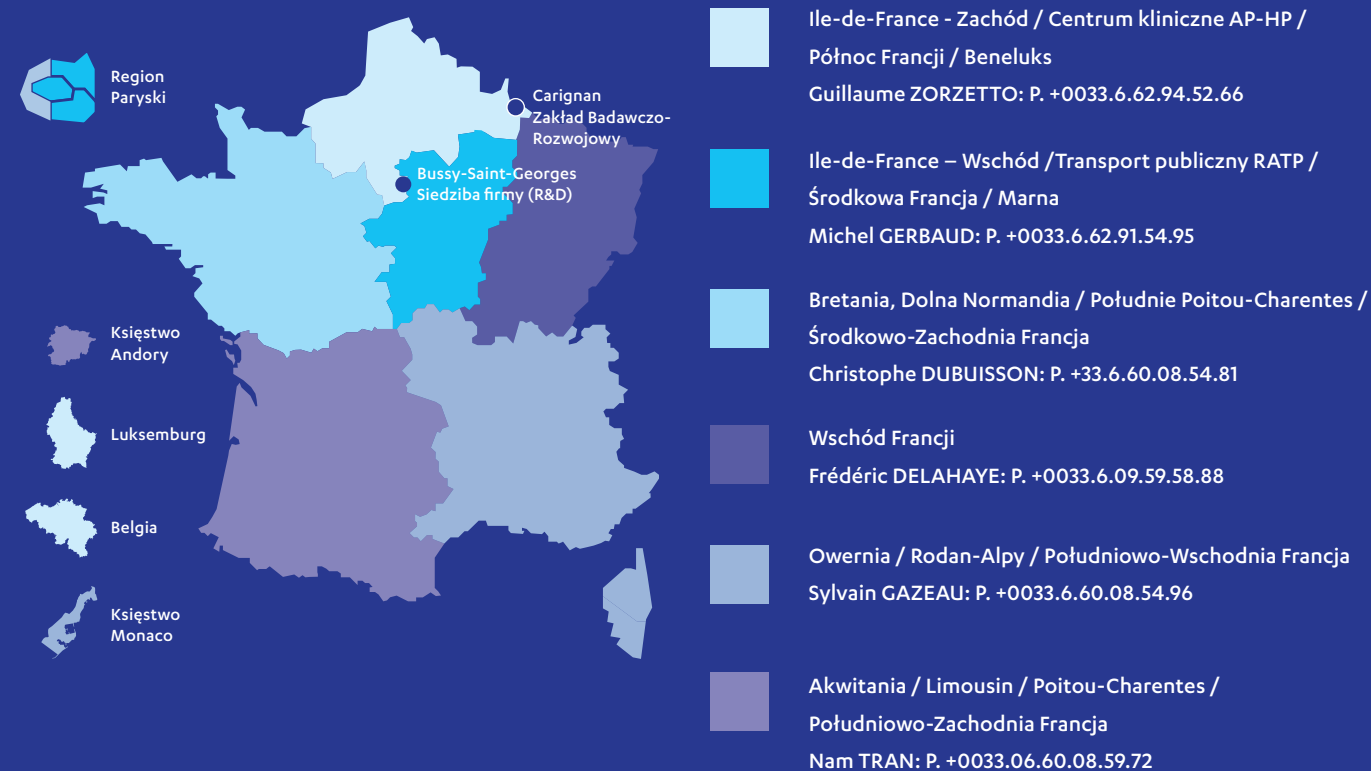 Region
Paryski
Carignan
Zakład Badawczo-
Rozwojowy
Bussy-Saint-Georges
Siedziba firmy (R&D)
Księstwo
Andory
Luksemburg
Belgia
Księstwo
Monaco
Ile-de-France - Zachód / Centrum kliniczne AP-HP /
Północ Francji / Beneluks
Guillaume ZORZETTO: P. +0033.6.62.94.52.66
Ile-de-France – Wschód /Transport publiczny RATP /
Środkowa Francja / Marna
Michel GERBAUD: P. +0033.6.62.91.54.95
Bretania, Dolna Normandia / Południe Poitou-Charentes /
Środkowo-Zachodnia Francja
Christophe DUBUISSON: P. +33.6.60.08.54.81
Wschód Francji
Frédéric DELAHAYE: P. +0033.6.09.59.58.88
Owernia / Rodan-Alpy / Południowo-Wschodnia Francja
Sylvain GAZEAU: P. +0033.6.60.08.54.96
Akwitania / Limousin / Poitou-Charentes /
Południowo-Zachodnia Francja
Nam TRAN: P. +0033.06.60.08.59.72